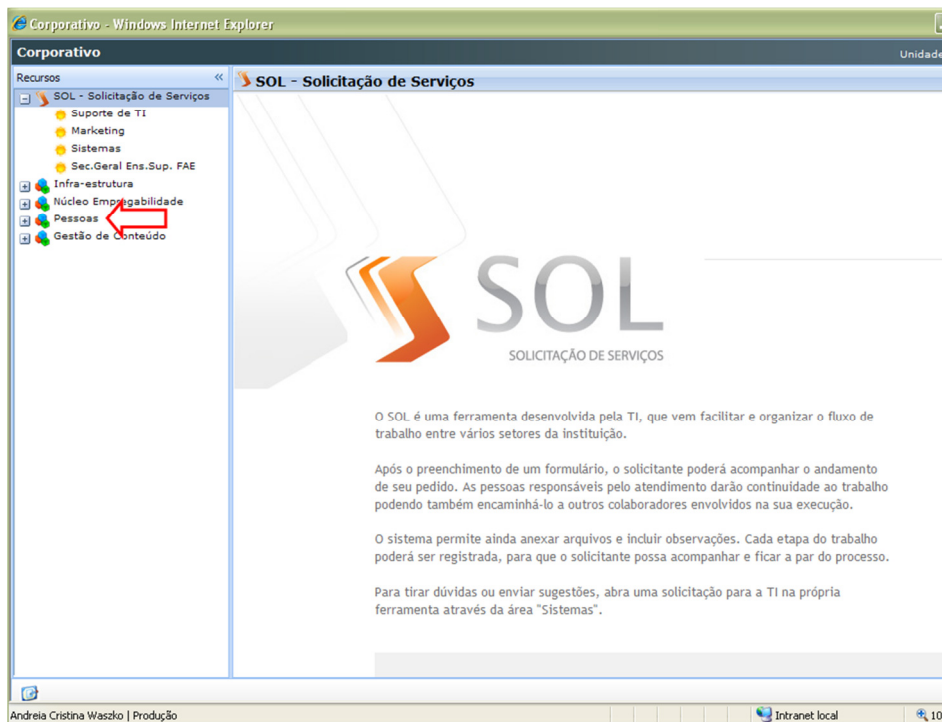 Corporativo - Windows Internet Explorer
Corporativo
Unidade
Recursos
SOL - Solicitação de Serviços
Suporte de TI
Marketing
Sistemas
Sec.Geral Ens.Sup. FAE
Infra-estrutura
Núcleo Empregabilidade
Pessoas
Gestão de Conteúdo
SOL - Solicitação de Serviços
SOL
SOLICITAÇÃO DE SERVIÇOS
O SOL é uma ferramenta desenvolvida pela TI, que vem facilitar e organizar o fluxo de
trabalho entre vários setores da instituição.
Após o preenchimento de um formulário, o solicitante poderá acompanhar o andamento
de seu pedido. As pessoas responsáveis pelo atendimento darão continuidade ao trabalho
podendo também encaminhá-lo a outros colaboradores envolvidos na sua execução.
O sistema permite ainda anexar arquivos e incluir observações. Cada etapa do trabalho
poderá ser registrada, para que o solicitante possa acompanhar e ficar a par do processo.
Para tirar dúvidas ou enviar sugestões, abra uma solicitação para a TI na própria
ferramenta através da área "Sistemas".
Andreia Cristina Waszko | Produção
Intranet local
10